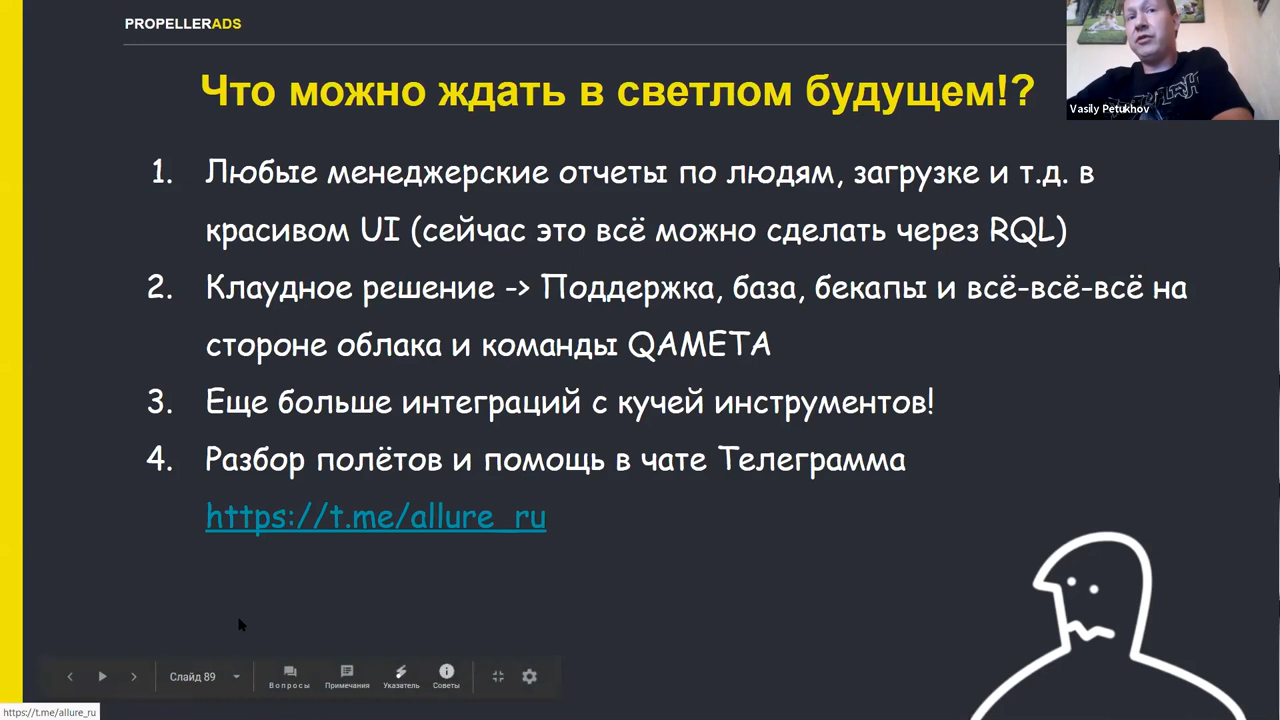 PROPELLERADS
Что можно ждать в светлом будущем!?
Vasily Petukhov
1. Любые менеджерские отчеты по людям, загрузке и т.д. в
красивом UI (сейчас это всё можно сделать через RQL)
2. Клаудное решение -> Поддержка, база, бекапы и всё-всё-всё на
стороне облака и команды QAMETA
3. Еще больше интеграций с кучей инструментов!
4. Разбор полётов и помощь в чате Телеграмма
https://t.me/allure_ru
Слайд 89
Вопросы
Примечания
Указатель
Советы
https://t.me/allure_ru